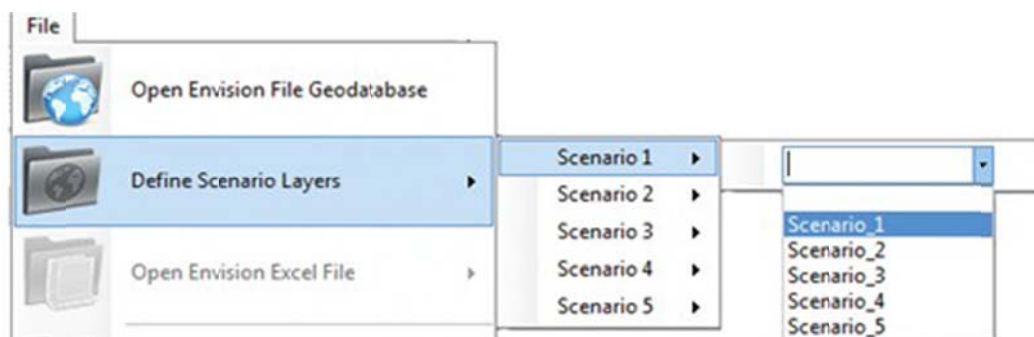 File
Open Envision File Geodatabase
Define Scenario Layers
Open Envision Excel File
Scenario 1
Scenario 2
Scenario 3
Scenario 4
Scenario 5
Scenario_1
Scenario_2
Scenario_3
Scenario_4
Scenario_5